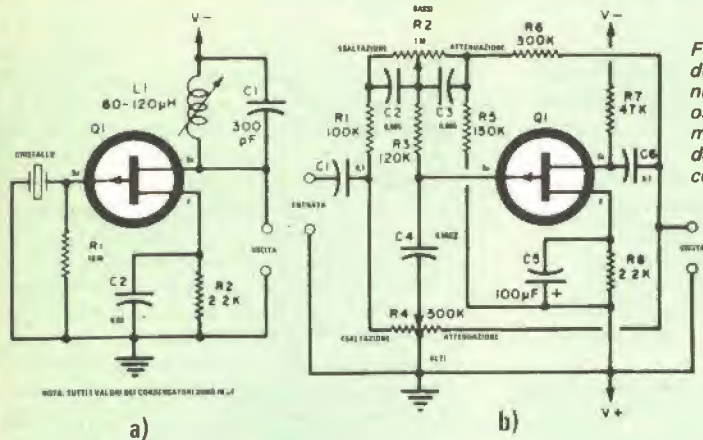 V-
L1
60-120µH
C1
300
pF
Q1
CRISTALLO
R1
C2
R2
2.2K
USCITA
NOTA. TUTTI I VALORI DEI CONDENSATORI SONO IN µF
a)
BASSI
R2
1M
ESALTAZIONE
ATTENUAZIONE
R6
300K
V-
C2
C3
R1
100K
R3
120K
R5
150K
Q1
R7
47K
C6
C1
ENTRATA
C4
C5
100µF +
R8
2.2K
USCITA
R4
500K
ESALTAZIONE
ATTENUAZIONE
ALTI
V+
b)
F
d
n
o
m
d
c